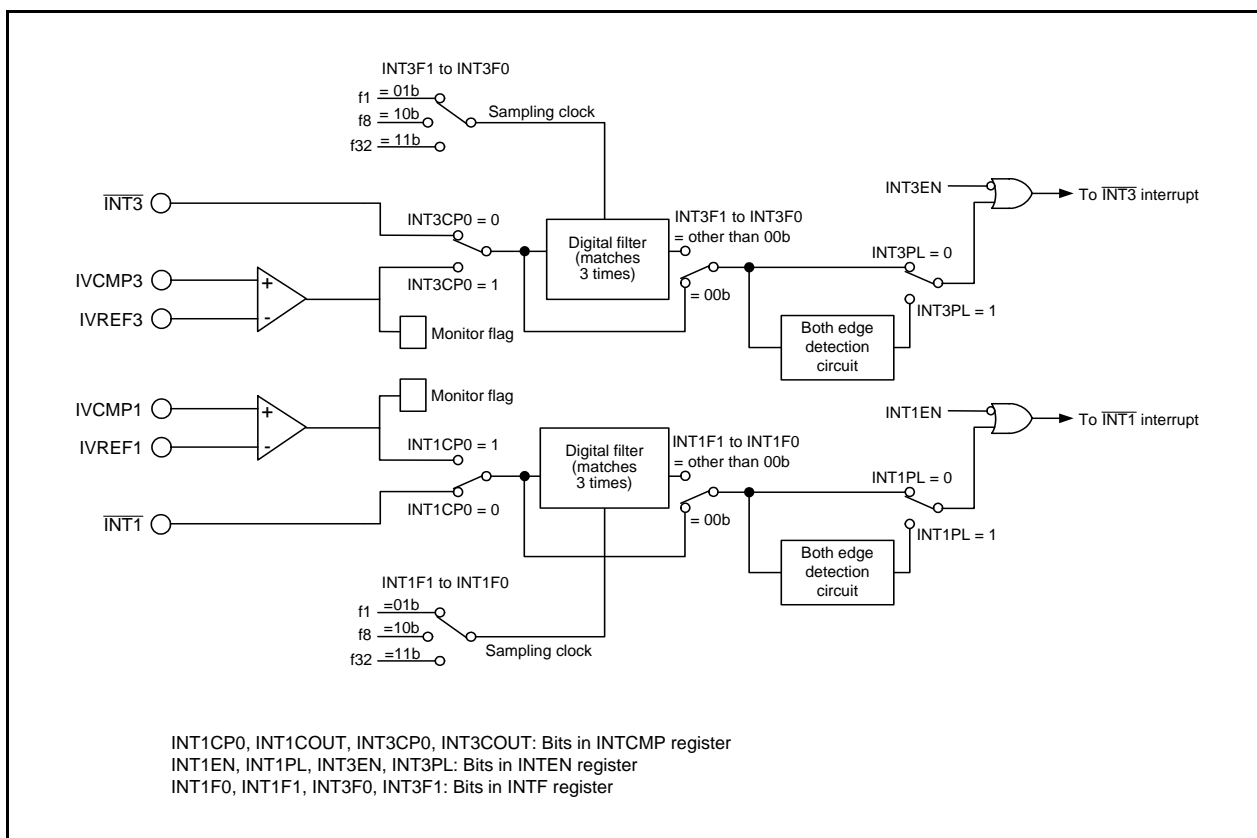 INT3F1 to INT3F0
f1 = 01b
f8 = 10b
f32 = 11b
Sampling clock
INT3
INT3CP0 = 0
Digital filter
(matches
3 times)
INT3F1 to INT3F0
= other than 00b
= 00b
INT3EN
To INT3 interrupt
INT3PL = 0
INT3PL = 1
IVCMP3
+
IVREF3
-
INT3CP0 = 1
Monitor flag
Both edge
detection
circuit
Monitor flag
IVCMP1
+
IVREF1
-
INT1CP0 = 1
Digital filter
(matches
3 times)
INT1F1 to INT1F0
= other than 00b
= 00b
INT1EN
To INT1 interrupt
INT1PL = 0
INT1PL = 1
INT1
INT1CP0 = 0
Both edge
detection
circuit
INT1F1 to INT1F0
f1 =01b
f8 =10b
f32 =11b
Sampling clock
INT1CP0, INT1COUT, INT3CP0, INT3COUT: Bits in INTCMP register
INT1EN, INT1PL, INT3EN, INT3PL: Bits in INTEN register
INT1F0, INT1F1, INT3F0, INT3F1: Bits in INTF register